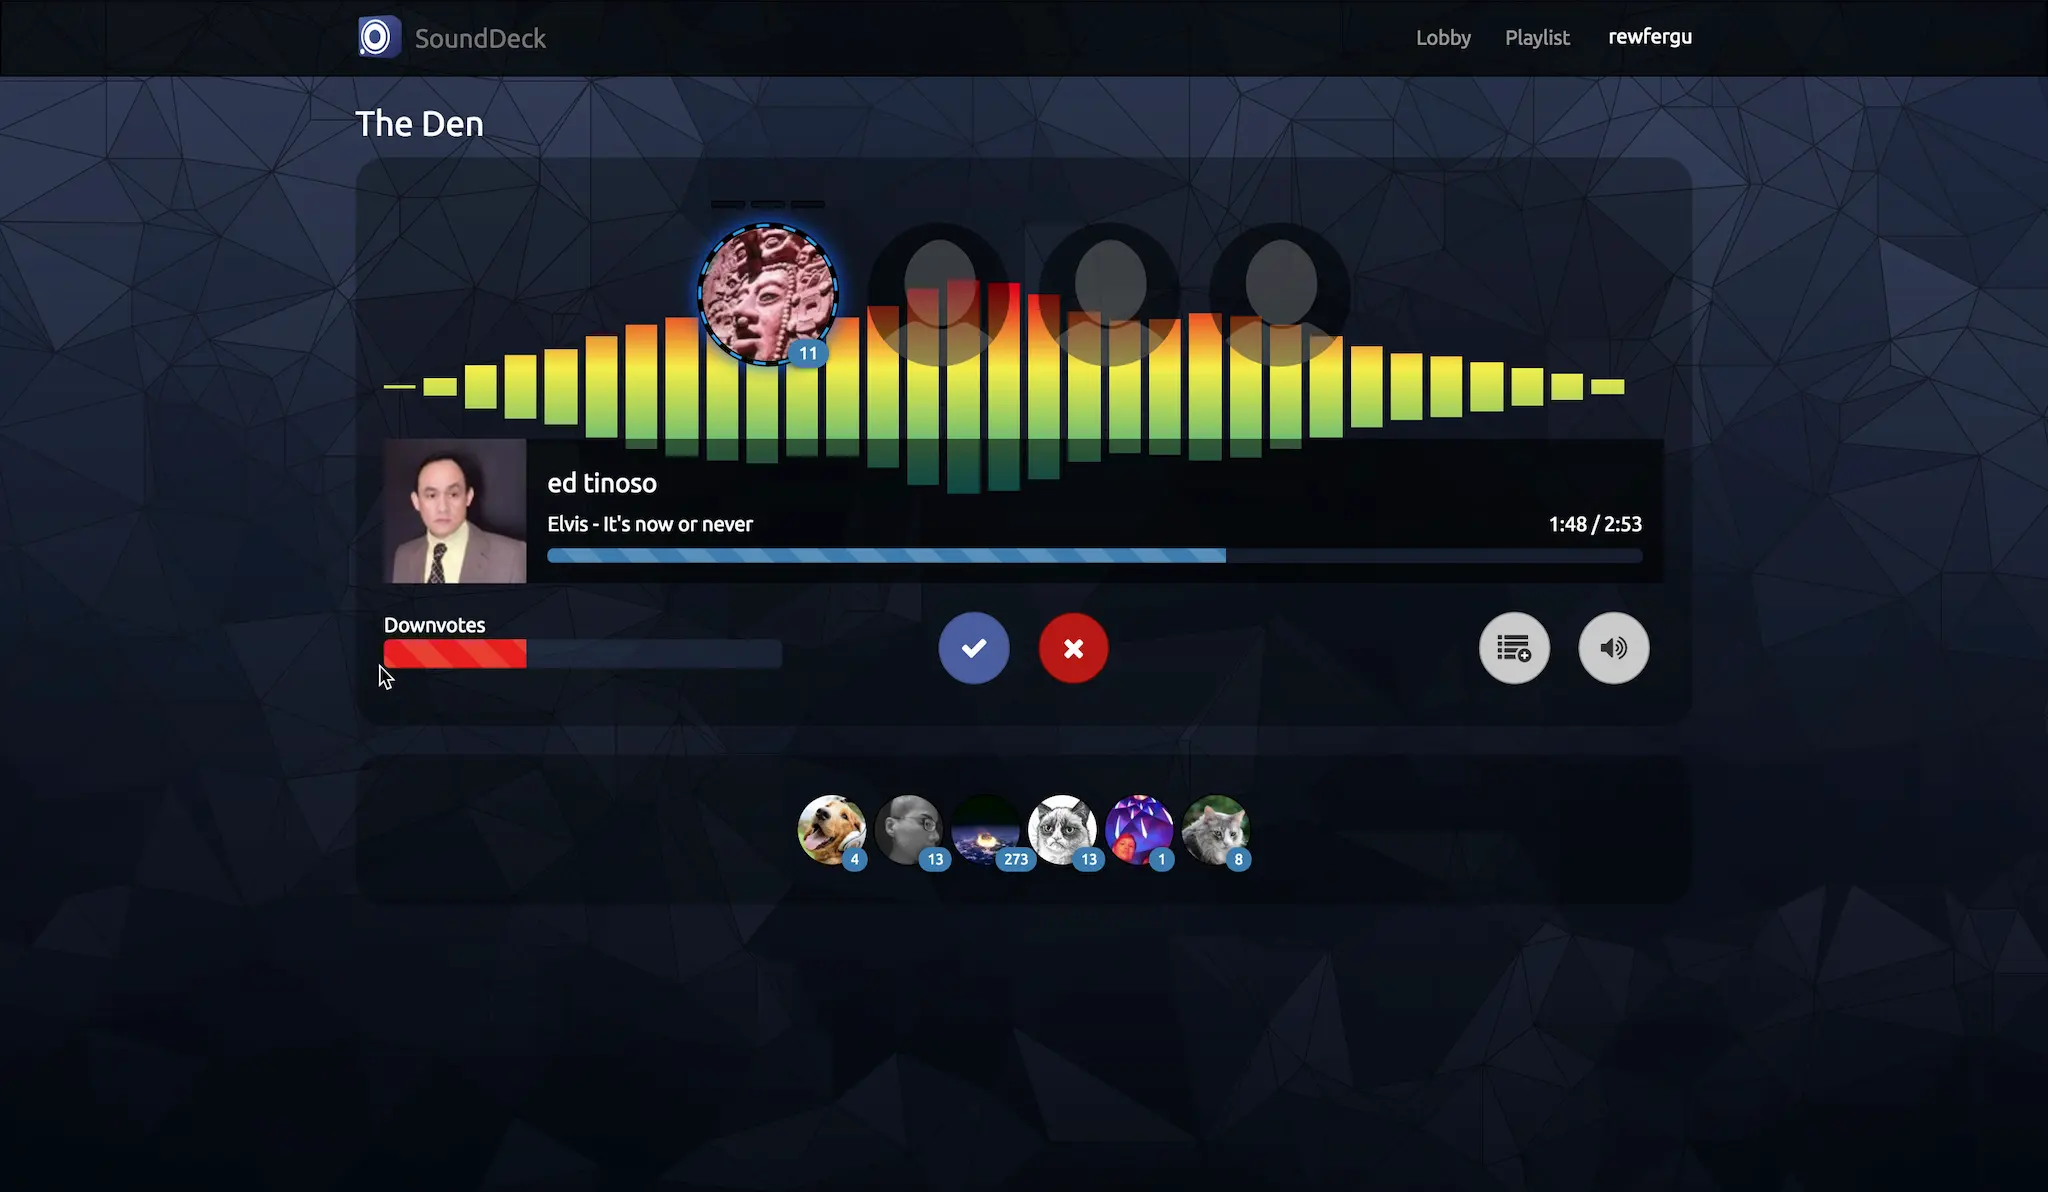 SoundDeck
Lobby
Playlist
rewfergu
The Den
11
ed tinoso
Elvis - It's now or never
1:48 / 2:53
Downvotes
4
13
273
13
1
8